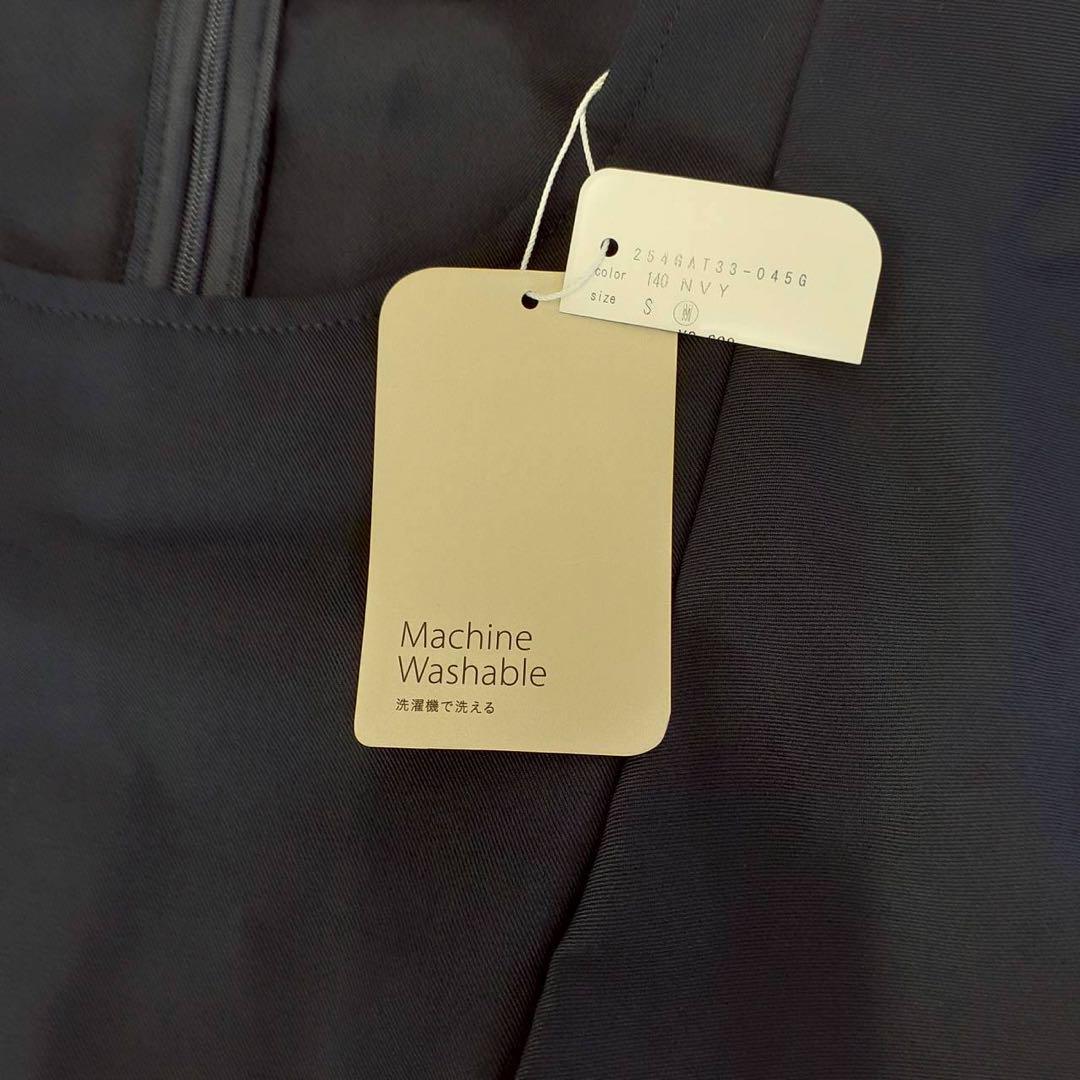 254GAT33-045G
color 140 NVY
size S
Machine
Washable
洗濯機で洗える